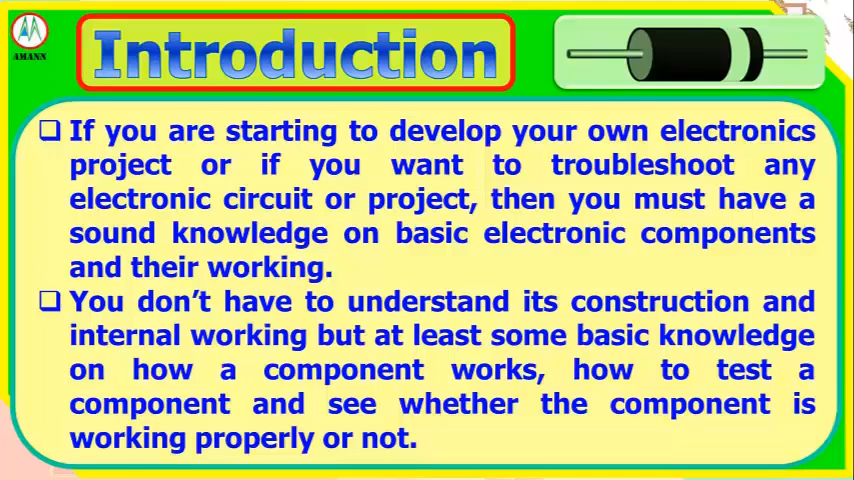 AMANN
Introduction
❑ If you are starting to develop your own electronics
project or if you want to troubleshoot any
electronic circuit or project, then you must have a
sound knowledge on basic electronic components
and their working.
❑ You don't have to understand its construction and
internal working but at least some basic knowledge
on how a component works, how to test a
component and see whether the component is
working properly or not.